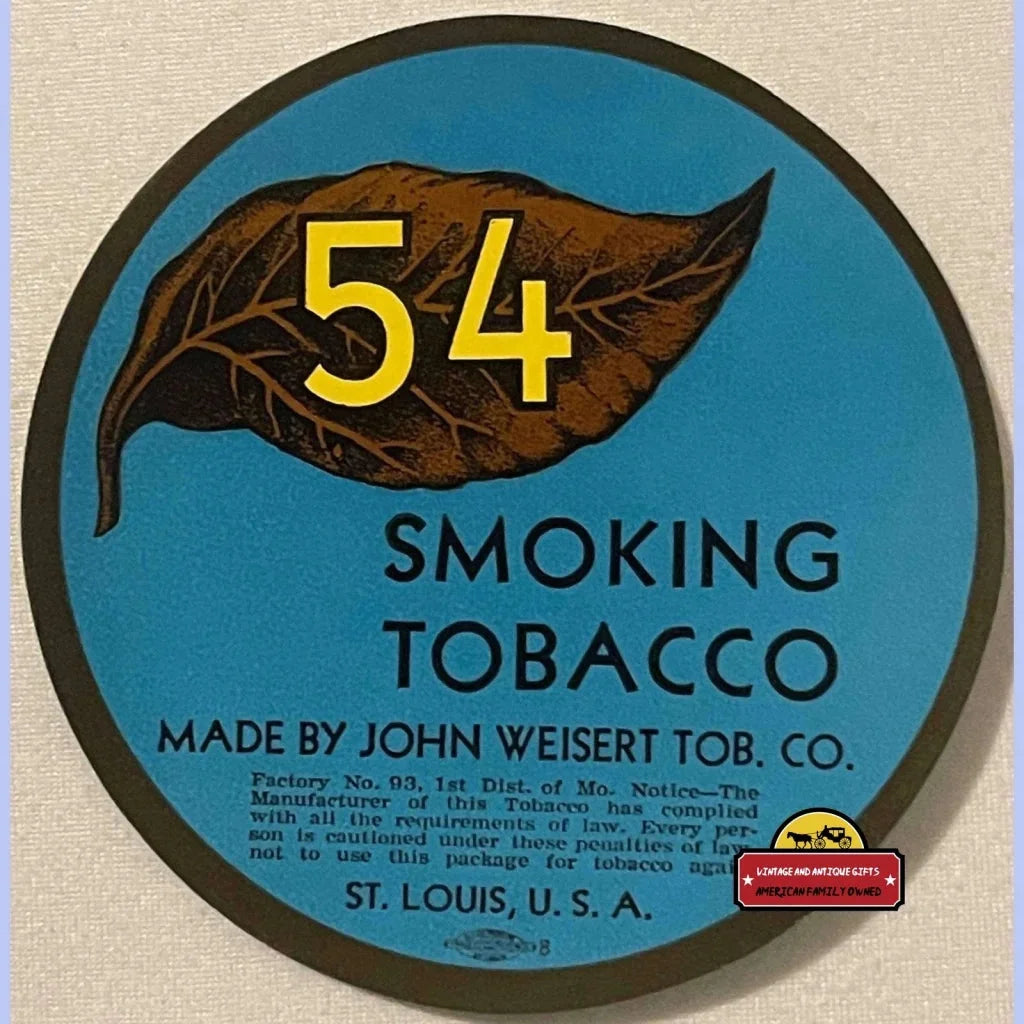 54
SMOKING
TOBACCO
MADE BY JOHN WEISERT TOB. CO.
Factory No. 93, 1st Dist. of Mo. Notice—The
Manufacturer of this Tobacco has complied
with all the requirements of law. Every per-
son is cautioned under these penalties of law
not to use this package for tobacco
ST. LOUIS, U. S. A.
8
VINTAGE AND ANTIQUE GIFTS
AMERICAN FAMILY OWNED